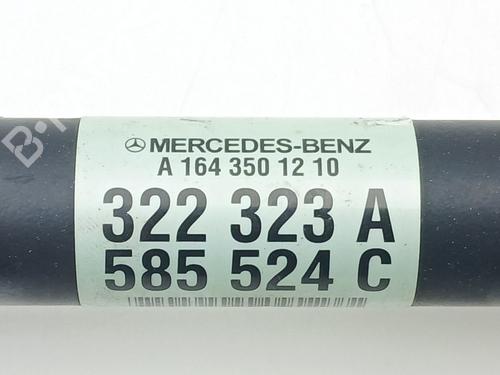 MERCEDES-BENZ
A 164 350 12 10
322 323 A
585 524 C